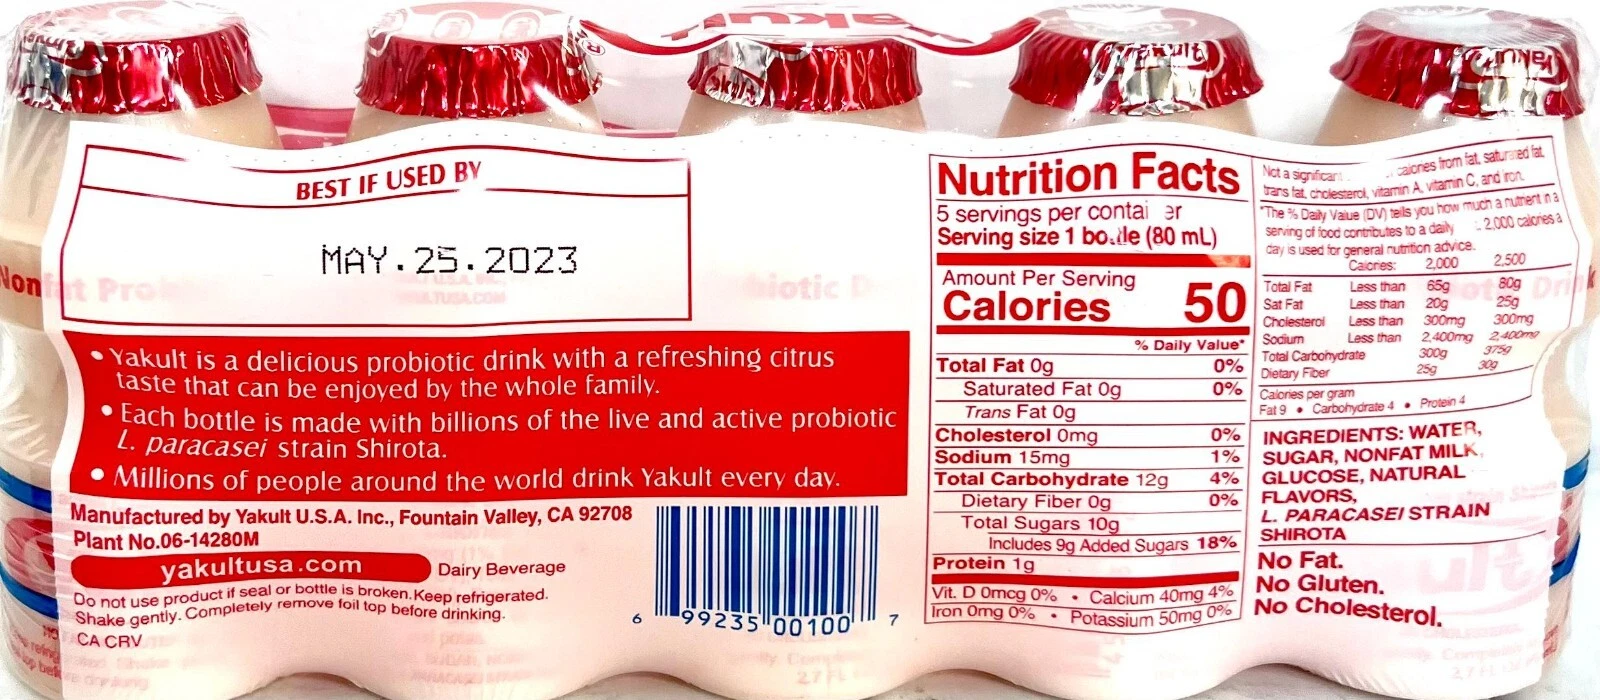 Yakult
BEST IF USED BY
MAY.25.2023
• Yakult is a delicious probiotic drink with a refreshing citrus
taste that can be enjoyed by the whole family.
• Each bottle is made with billions of the live and active probiotic
L. paracasei strain Shirota.
• Millions of people around the world drink Yakult every day.
Manufactured by Yakult U.S.A. Inc., Fountain Valley, CA 92708
Plant No.06-14280M
yakultusa.com
Dairy Beverage
Do not use product if seal or bottle is broken. Keep refrigerated.
Shake gently. Completely remove foil top before drinking.
CA CRV
6 99235 00100 7
Nutrition Facts
5 servings per contai er
Serving size 1 bo le (80 mL)
Amount Per Serving
Calories 50
% Daily Value*
Total Fat 0g 0%
Saturated Fat 0g 0%
Trans Fat 0g
Cholesterol 0mg 0%
Sodium 15mg 1%
Total Carbohydrate 12g 4%
Dietary Fiber 0g 0%
Total Sugars 10g
Includes 9g Added Sugars 18%
Protein 1g
Vit. D 0mcg 0% • Calcium 40mg 4%
Iron 0mg 0% • Potassium 50mg 0%
Not a significant calories from fat, saturated fat,
trans fat, cholesterol, vitamin A, vitamin C, and iron.
*The % Daily Value (DV) tells you how much a nutrient in a
serving of food contributes to a daily 2,000 calories a
day is used for general nutrition advice.
Calories: 2,000 2,500
Total Fat Less than 65g 80g
Sat Fat Less than 20g 25g
Cholesterol Less than 300mg 300mg
Sodium Less than 2,400mg 2,400mg
Total Carbohydrate 300g 375g
Dietary Fiber 25g 30g
Calories per gram
Fat 9 • Carbohydrate 4 • Protein 4
INGREDIENTS: WATER,
SUGAR, NONFAT MILK,
GLUCOSE, NATURAL
FLAVORS,
L. PARACASEI STRAIN
SHIROTA
No Fat.
No Gluten.
No Cholesterol.